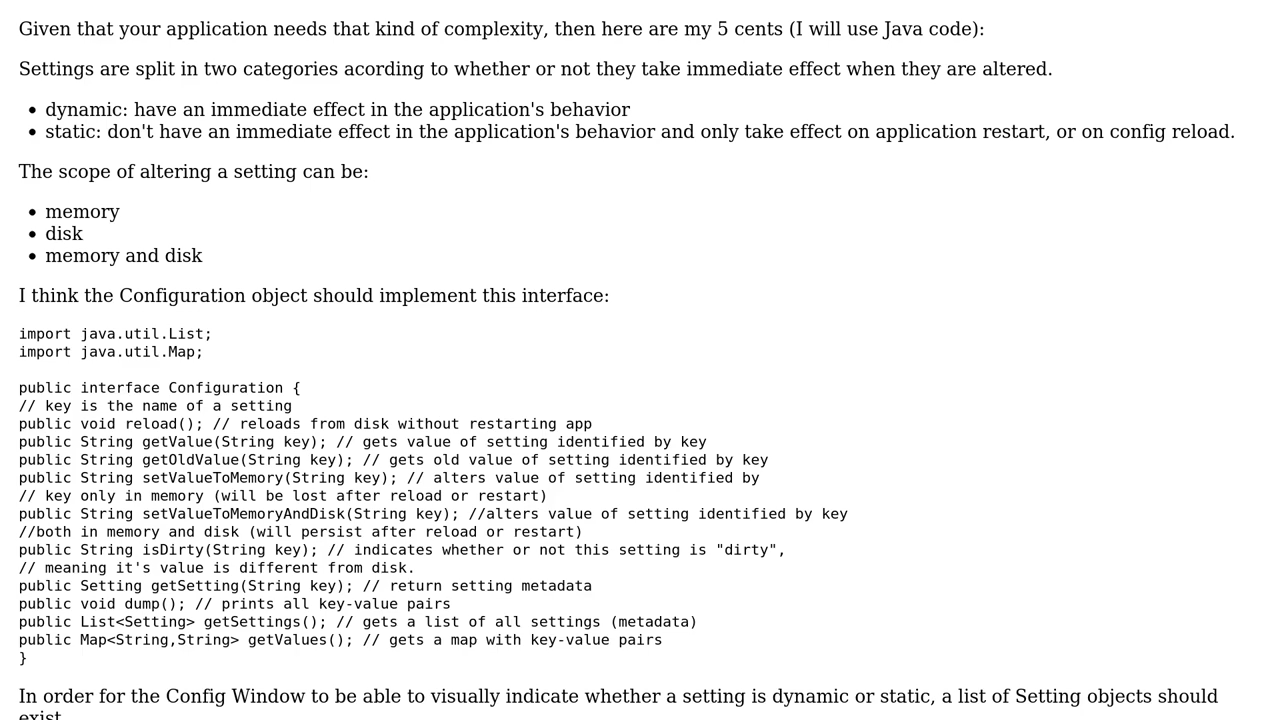 Given that your application needs that kind of complexity, then here are my 5 cents (I will use Java code):
Settings are split in two categories acording to whether or not they take immediate effect when they are altered.
• dynamic: have an immediate effect in the application's behavior
• static: don't have an immediate effect in the application's behavior and only take effect on application restart, or on config reload.
The scope of altering a setting can be:
• memory
• disk
• memory and disk
I think the Configuration object should implement this interface:
import java.util.List;
import java.util.Map;
public interface Configuration {
// key is the name of a setting
public void reload(); // reloads from disk without restarting app
public String getValue(String key); // gets value of setting identified by key
public String getOldValue(String key); // gets old value of setting identified by key
public String setValueToMemory(String key); // alters value of setting identified by
// key only in memory (will be lost after reload or restart)
public String setValueToMemoryAndDisk(String key); //alters value of setting identified by key
//both in memory and disk (will persist after reload or restart)
public String isDirty(String key); // indicates whether or not this setting is "dirty",
// meaning it's value is different from disk.
public Setting getSetting(String key); // return setting metadata
public void dump(); // prints all key-value pairs
public List<Setting> getSettings(); // gets a list of all settings (metadata)
public Map<String,String> getValues(); // gets a map with key-value pairs
}
In order for the Config Window to be able to visually indicate whether a setting is dynamic or static, a list of Setting objects should
exist